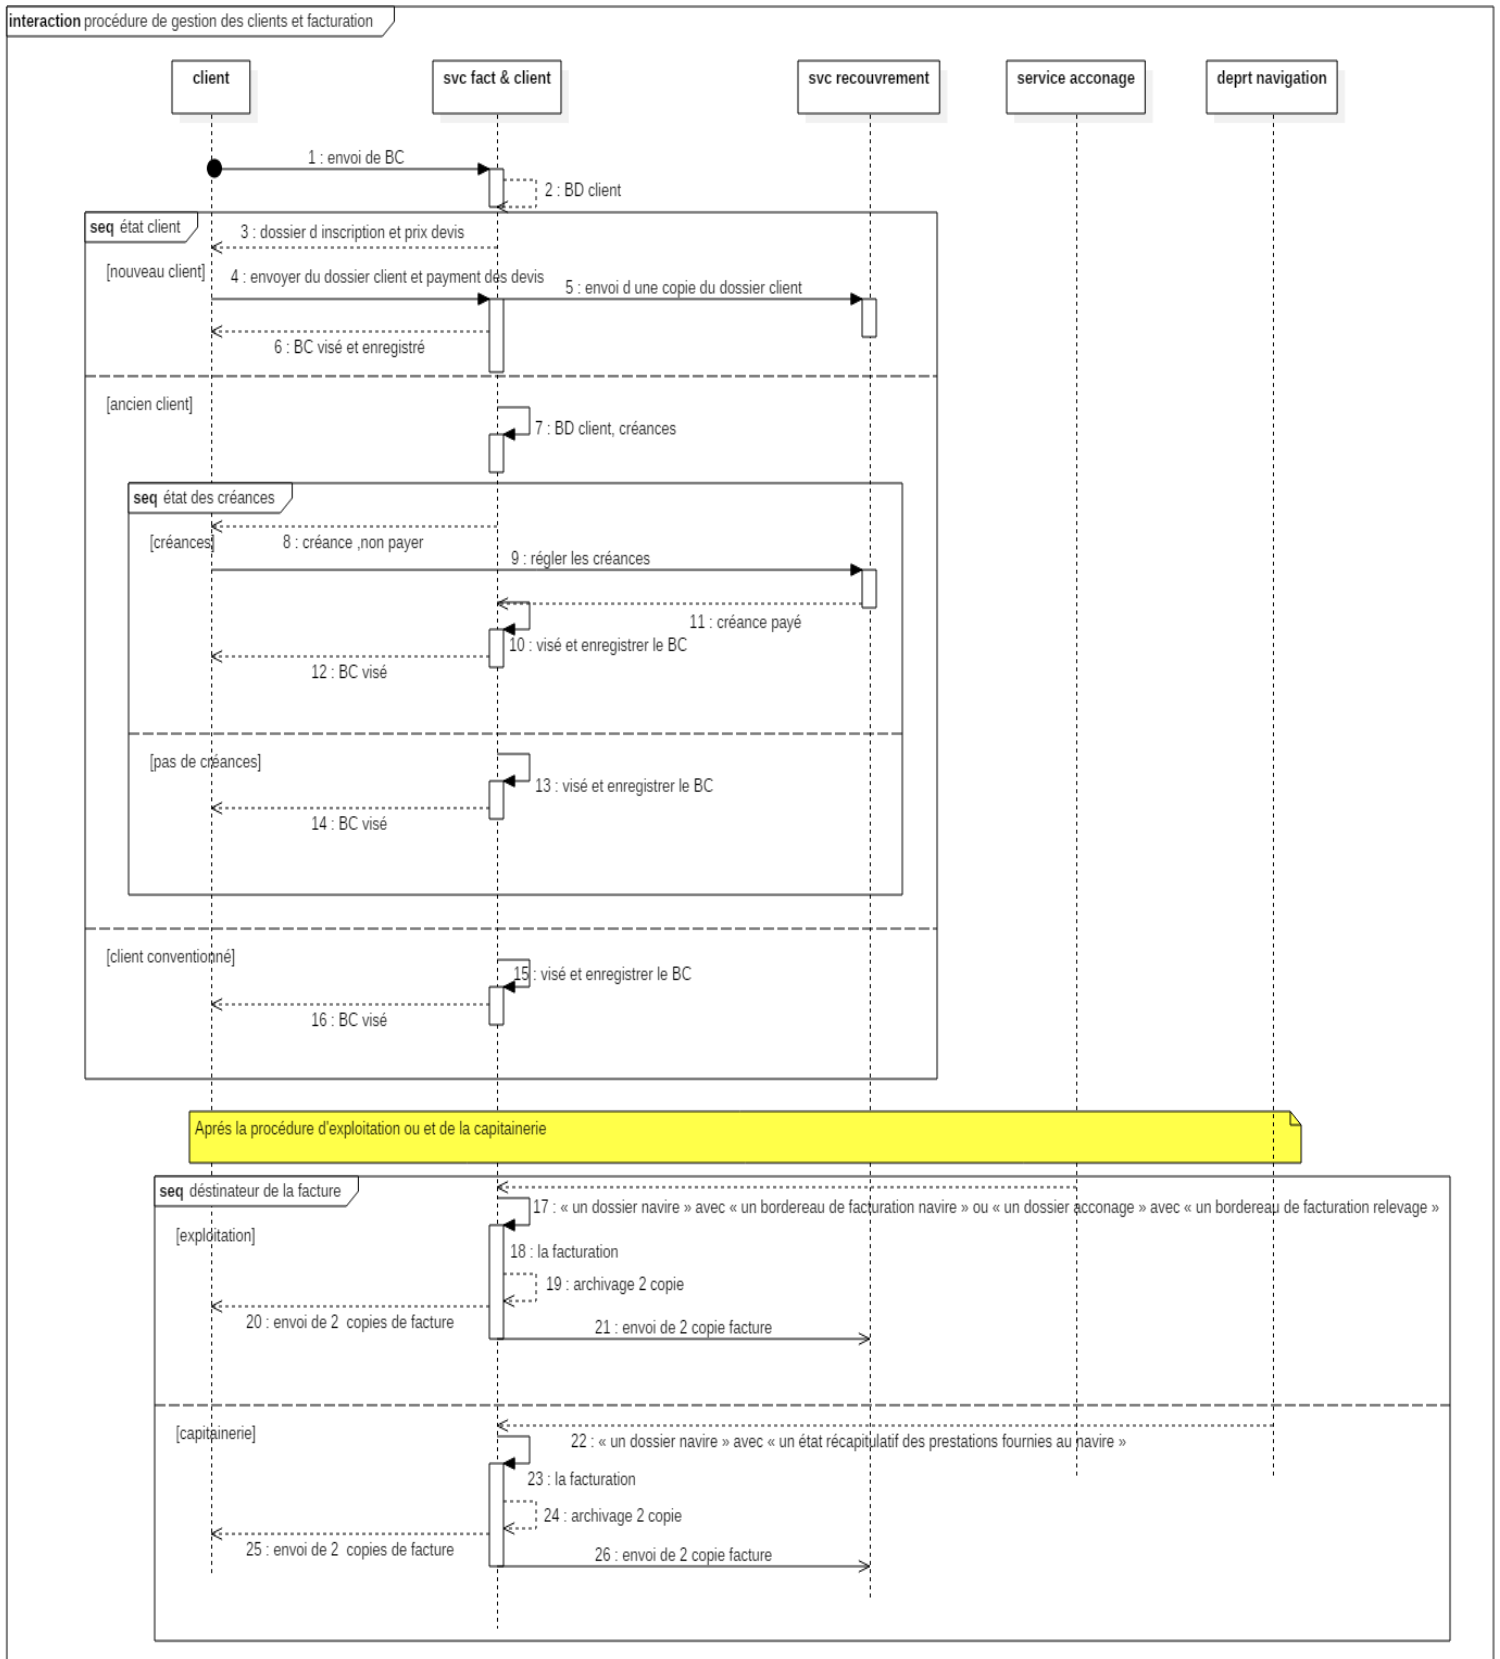 interaction procédure de gestion des clients et facturation
client
svc fact & client
svc recouvrement
service acconage
deprt navigation
1 : envoi de BC
2 : BD client
seq état client
3 : dossier d inscription et prix devis
[nouveau client]
4 : envoyer du dossier client et payment des devis
5 : envoi d une copie du dossier client
6 : BC visé et enregistré
[ancien client]
7 : BD client, créances
seq état des créances
[créances]
8 : créance ,non payer
9 : régler les créances
11 : créance payé
10 : visé et enregistrer le BC
12 : BC visé
[pas de créances]
13 : visé et enregistrer le BC
14 : BC visé
[client conventionné]
15 : visé et enregistrer le BC
16 : BC visé
Aprés la procédure d'exploitation ou et de la capitainerie
seq déstinateur de la facture
17 : « un dossier navire » avec « un bordereau de facturation navire » ou « un dossier acconage » avec « un bordereau de facturation relevage »
[exploitation]
18 : la facturation
19 : archivage 2 copie
20 : envoi de 2 copies de facture
21 : envoi de 2 copie facture
[capitainerie]
22 : « un dossier navire » avec « un état récapitulatif des prestations fournies au navire »
23 : la facturation
24 : archivage 2 copie
25 : envoi de 2 copies de facture
26 : envoi de 2 copie facture